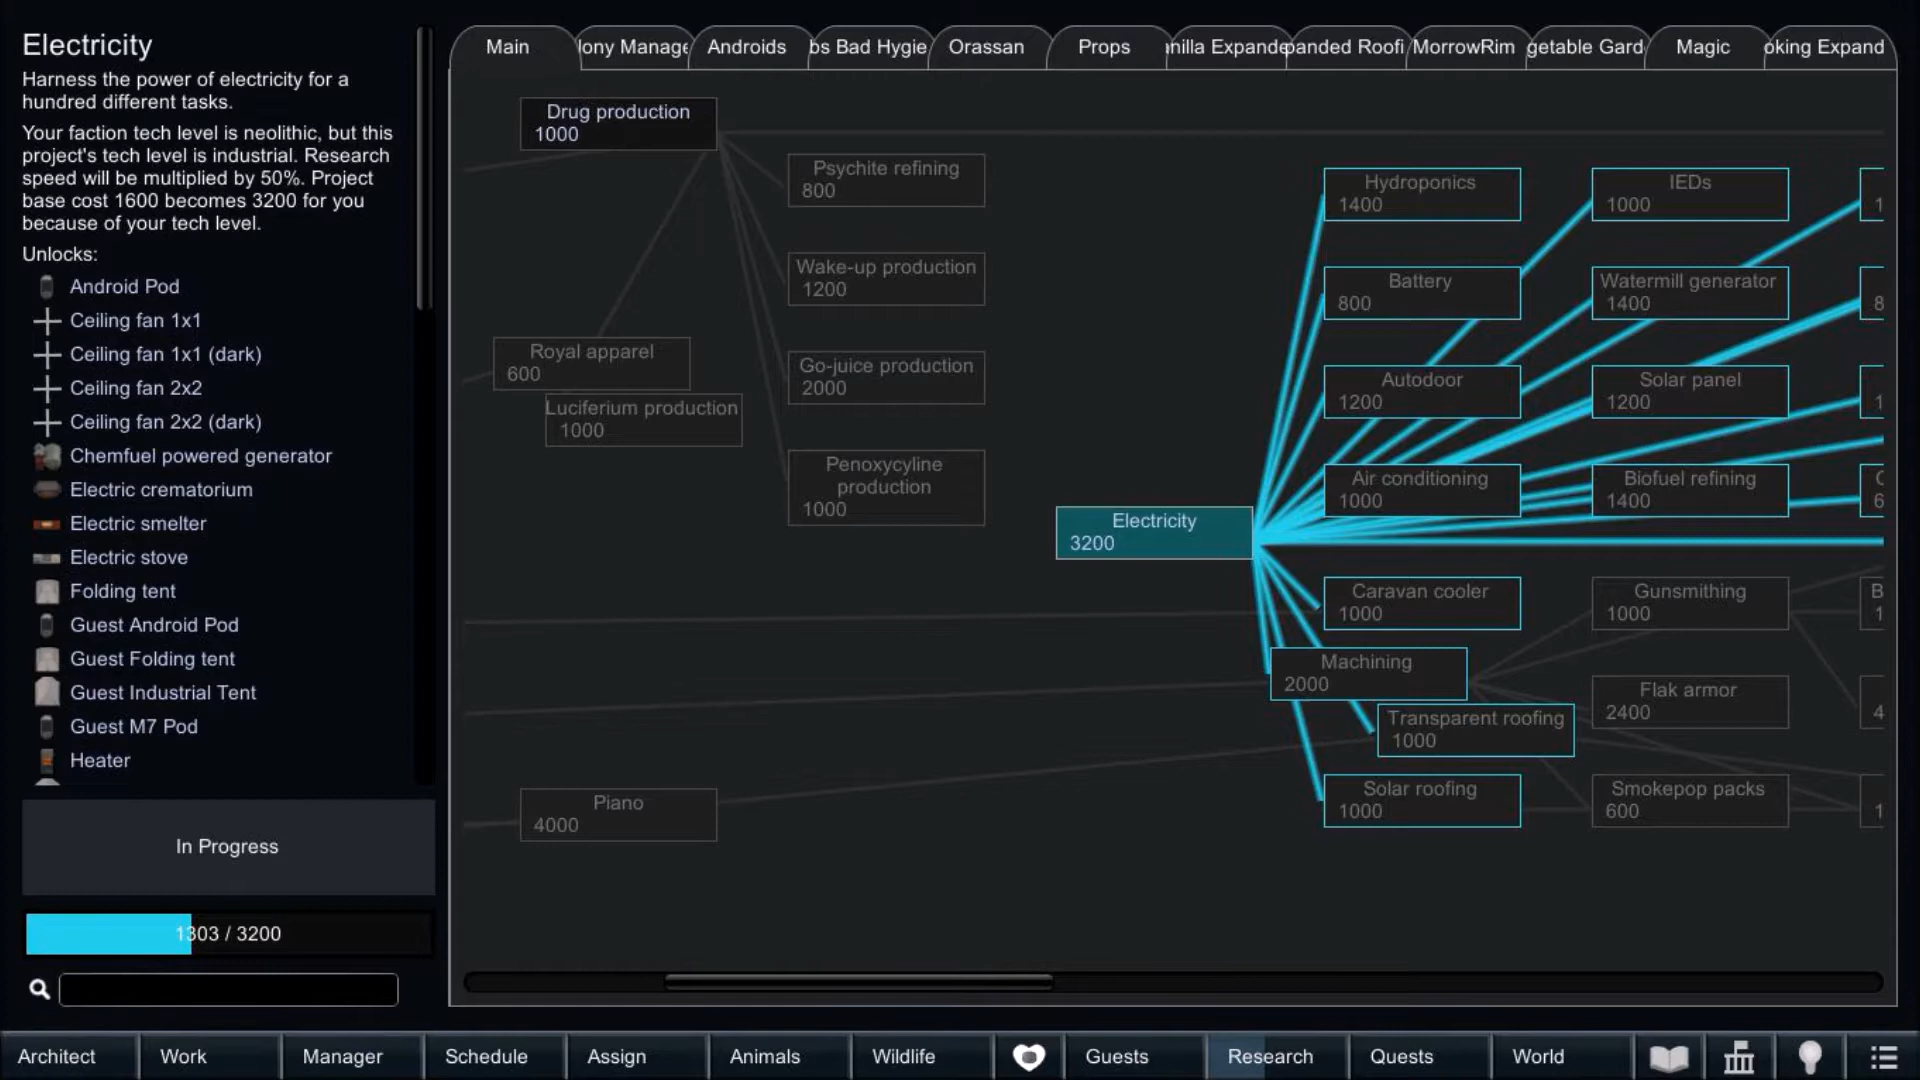 Electricity
Harness the power of electricity for a
hundred different tasks.
Your faction tech level is neolithic, but this
project's tech level is industrial. Research
speed will be multiplied by 50%. Project
base cost 1600 becomes 3200 for you
because of your tech level.
Unlocks:
Android Pod
Ceiling fan 1x1
Ceiling fan 1x1 (dark)
Ceiling fan 2x2
Ceiling fan 2x2 (dark)
Chemfuel powered generator
Electric crematorium
Electric smelter
Electric stove
Folding tent
Guest Android Pod
Guest Folding tent
Guest Industrial Tent
Guest M7 Pod
Heater
In Progress
1303 / 3200
Main
lony Manage
Androids
bs Bad Hygie
Orassan
Props
nilla Expande
panded Roofi
MorrowRim
getable Gard
Magic
oking Expand
Drug production
1000
Psychite refining
800
Wake-up production
1200
Royal apparel
600
Go-juice production
2000
Luciferium production
1000
Penoxycyline
production
1000
Electricity
3200
Piano
4000
Hydroponics
1400
IEDs
1000
1
Battery
800
Watermill generator
1400
8
Autodoor
1200
Solar panel
1200
1
Air conditioning
1000
Biofuel refining
1400
C
6
Caravan cooler
1000
Gunsmithing
1000
B
1
Machining
2000
Flak armor
2400
4
Transparent roofing
1000
Solar roofing
1000
Smokepop packs
600
1
Architect
Work
Manager
Schedule
Assign
Animals
Wildlife
Guests
Research
Quests
World